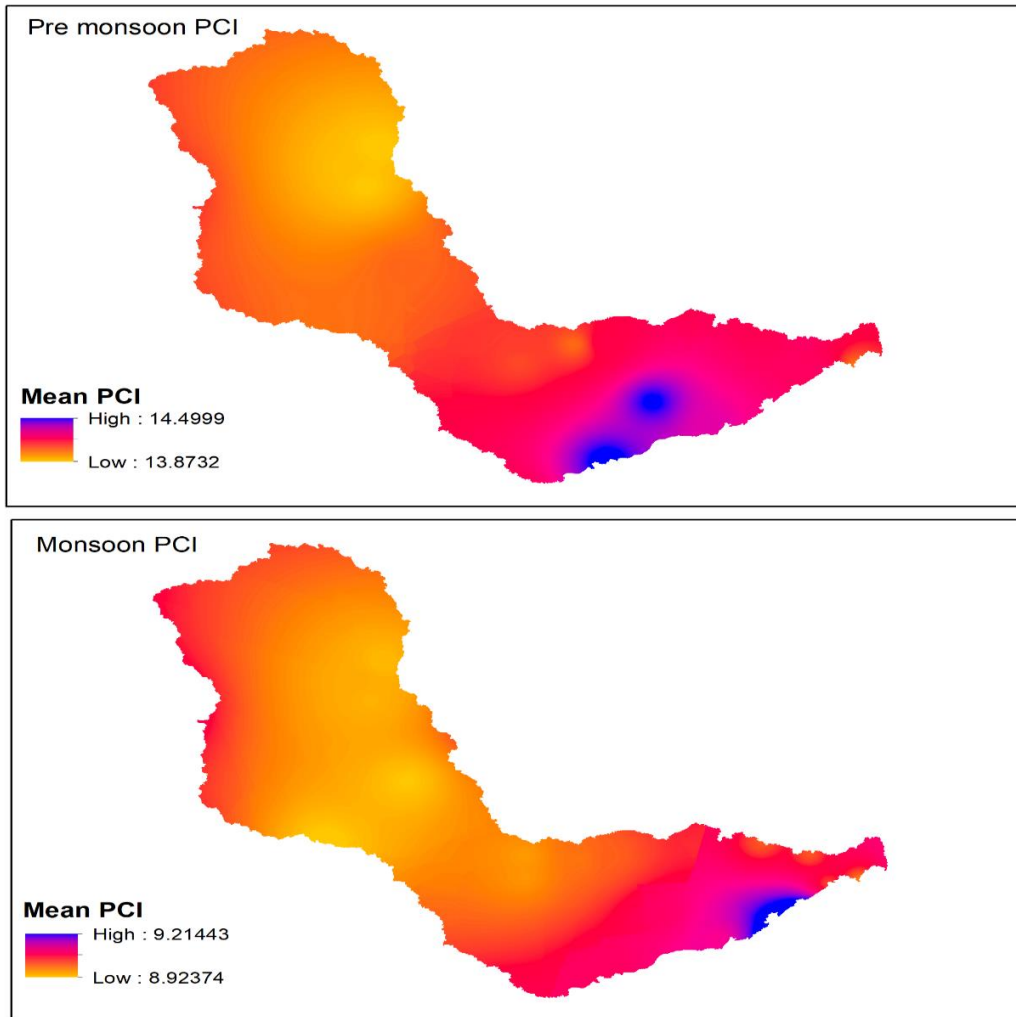 Pre monsoon PCI
Mean PCI
High : 14.4999
Low : 13.8732
Monsoon PCI
Mean PCI
High : 9.21443
Low : 8.92374